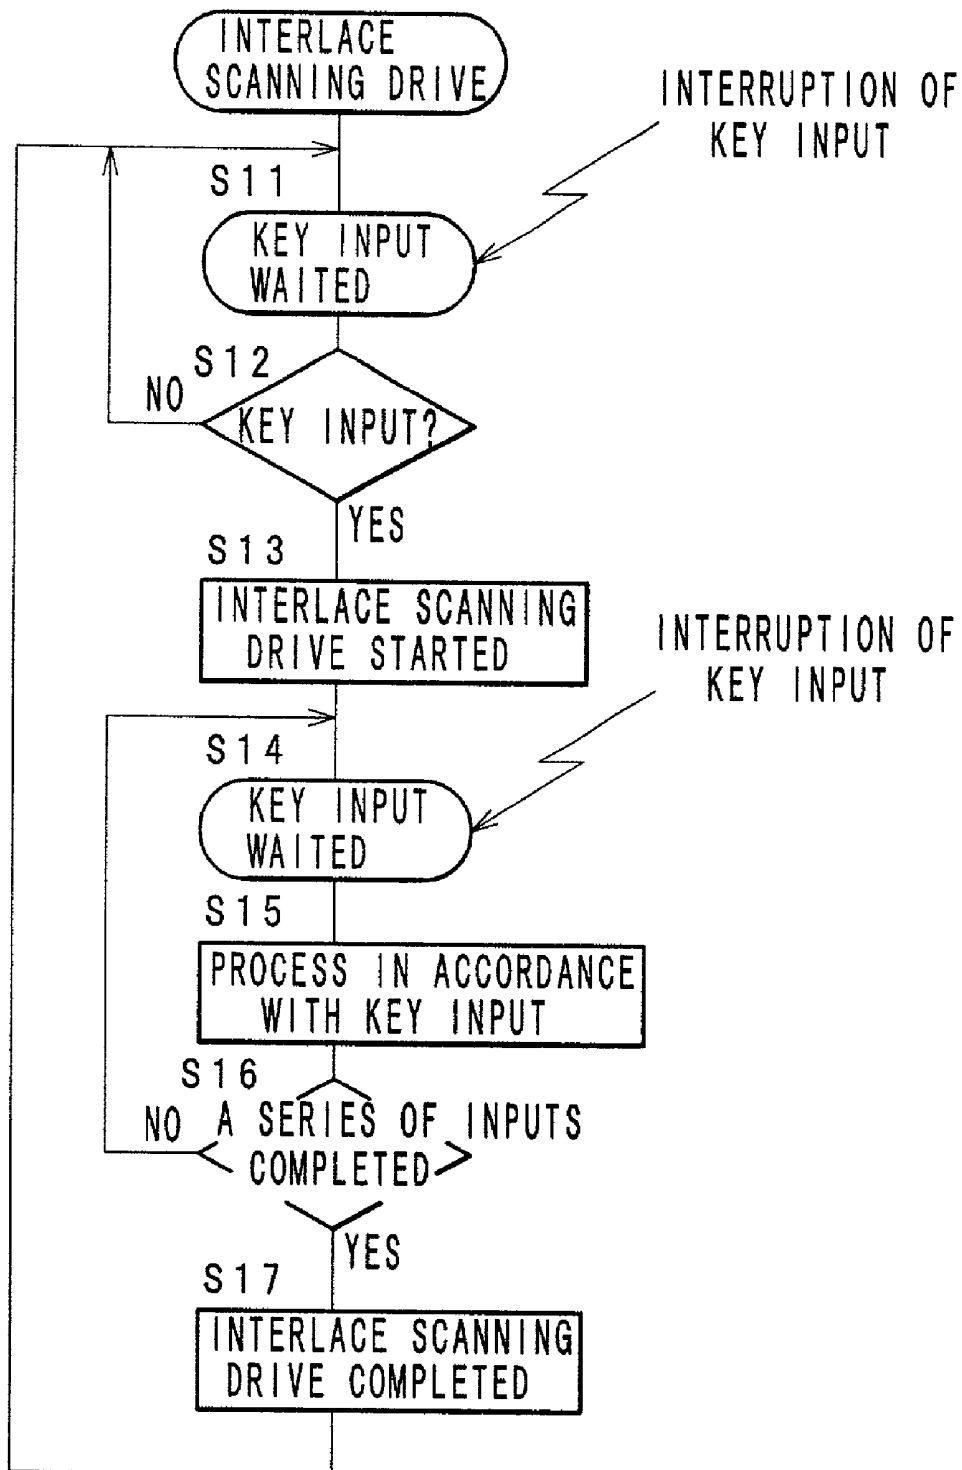 INTERLACE
SCANNING DRIVE
INTERRUPTION OF
KEY INPUT
S11
KEY INPUT
WAITED
S12
NO
KEY INPUT?
YES
S13
INTERLACE SCANNING
DRIVE STARTED
INTERRUPTION OF
KEY INPUT
S14
KEY INPUT
WAITED
S15
PROCESS IN ACCORDANCE
WITH KEY INPUT
S16
NO
A SERIES OF INPUTS
COMPLETED
YES
S17
INTERLACE SCANNING
DRIVE COMPLETED